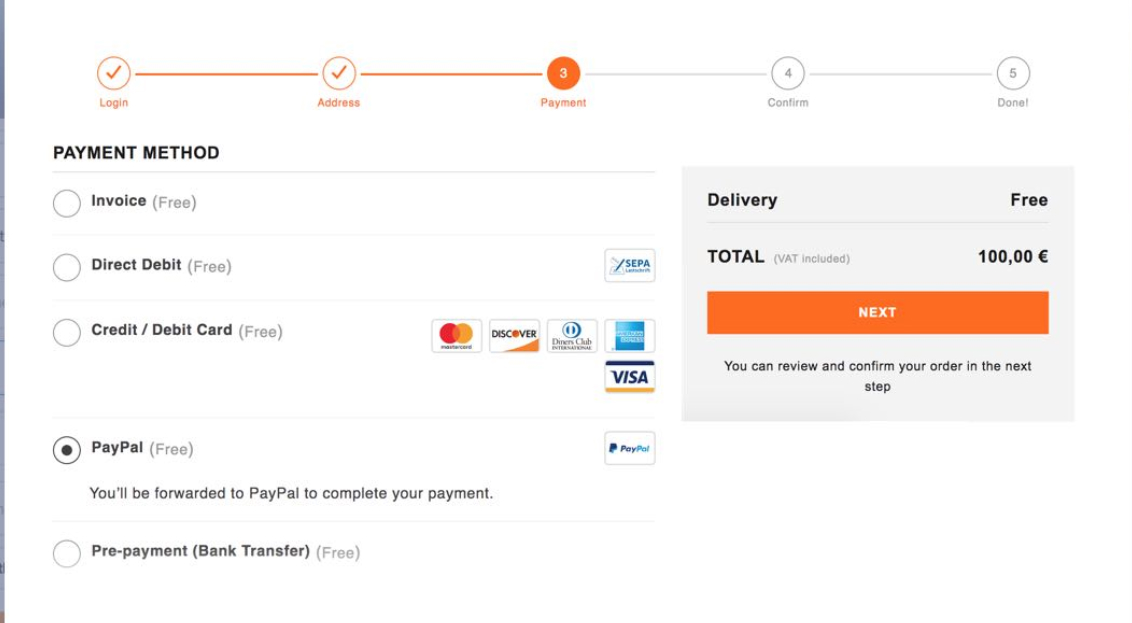 3
4
5
Login
Address
Payment
Confirm
Done!
PAYMENT METHOD
Invoice (Free)
Direct Debit (Free)
SEPA
Lastschrift
Credit / Debit Card (Free)
mastercard
DISCOVER
Diners Club
INTERNATIONAL
AMERICAN
EXPRESS
VISA
PayPal (Free)
PayPal
You'll be forwarded to PayPal to complete your payment.
Pre-payment (Bank Transfer) (Free)
Delivery Free
TOTAL (VAT included) 100,00 €
NEXT
You can review and confirm your order in the next
step